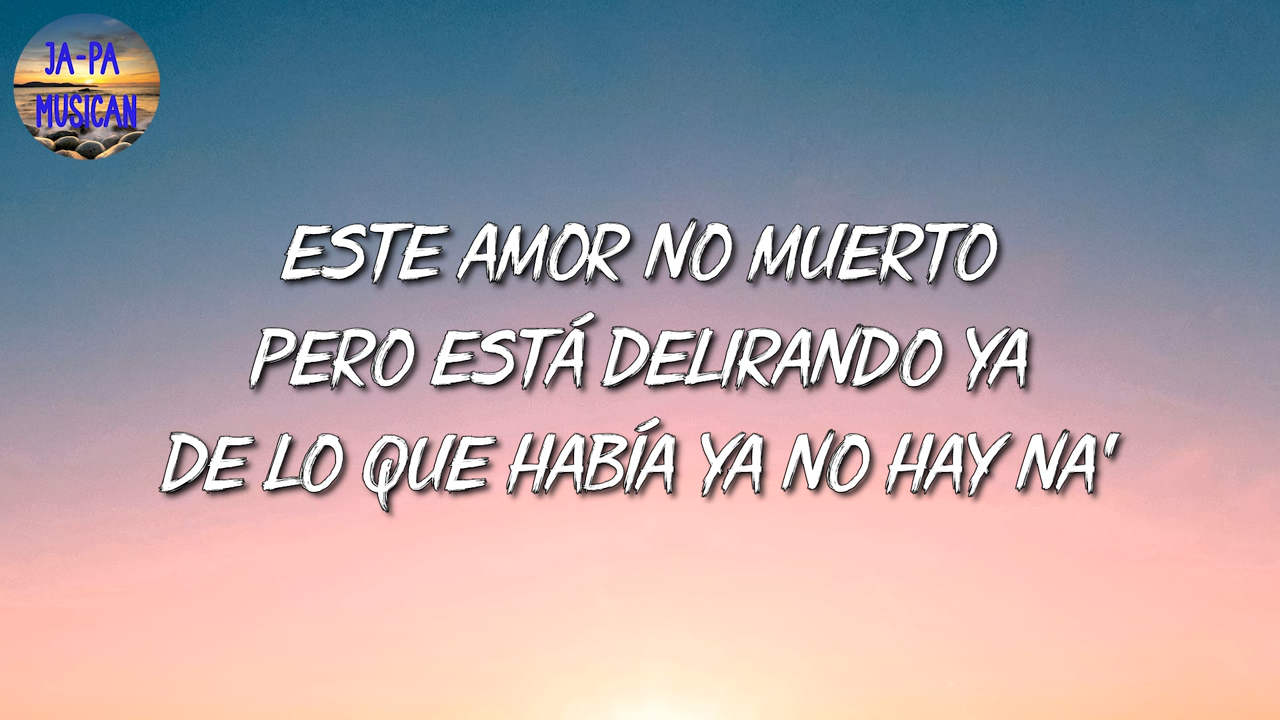 JA-PA
MUSICAN
ESTE AMOR NO MUERTO
PERO ESTÁ DELIRANDO YA
DE LO QUE HABÍA YA NO HAY NA'